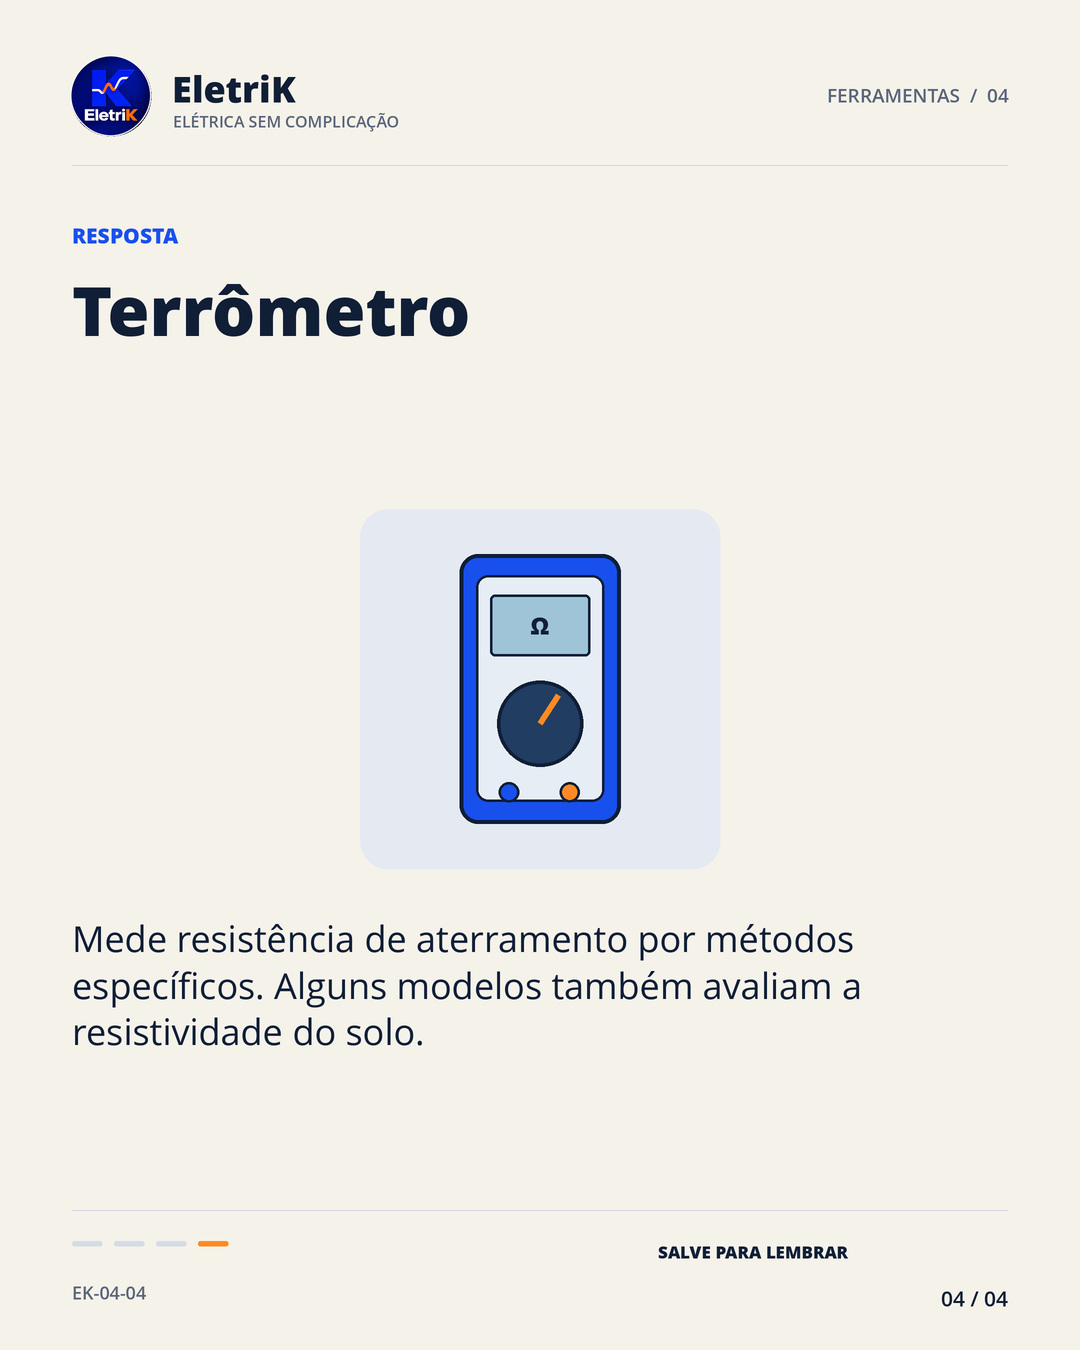 EletriK
EletriK
ELÉTRICA SEM COMPLICAÇÃO
FERRAMENTAS / 04
RESPOSTA
Terrômetro
Ω
Mede resistência de aterramento por métodos
específicos. Alguns modelos também avaliam a
resistividade do solo.
SALVE PARA LEMBRAR
EK-04-04
04 / 04